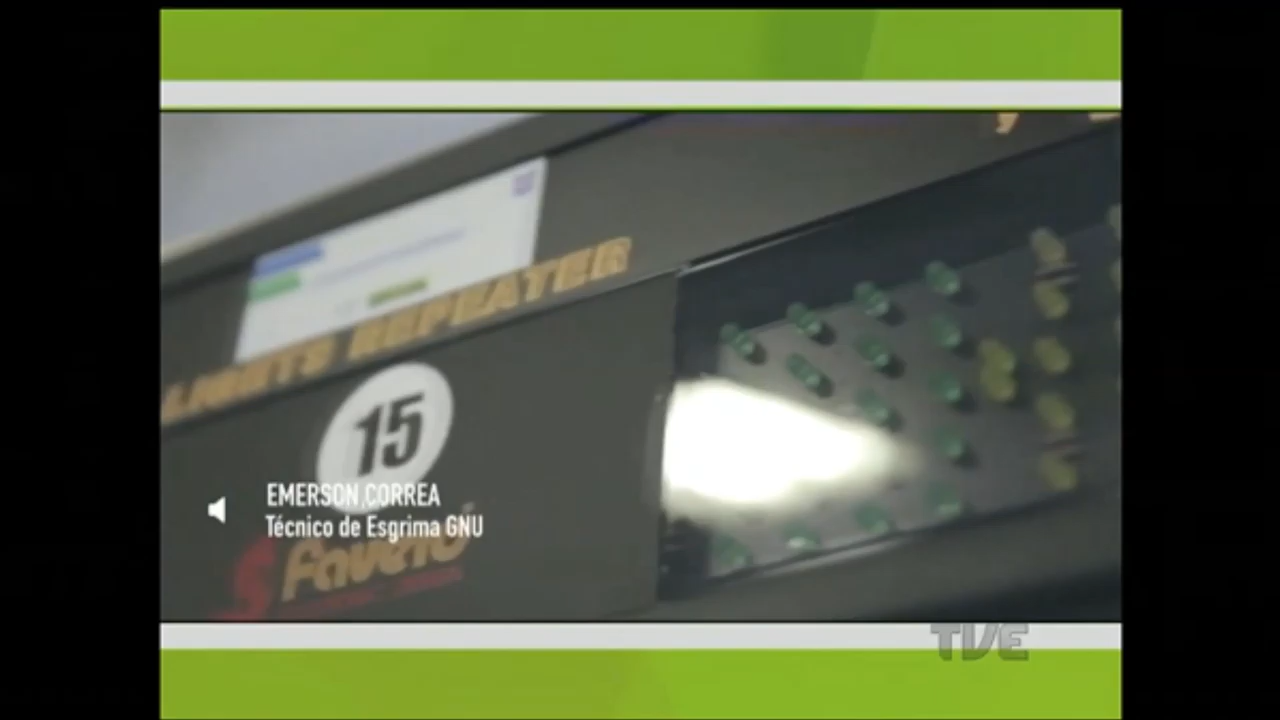 LIGHTS REPEATER
15
EMERSON CORREA
Técnico de Esgrima GNU
favero
TVE